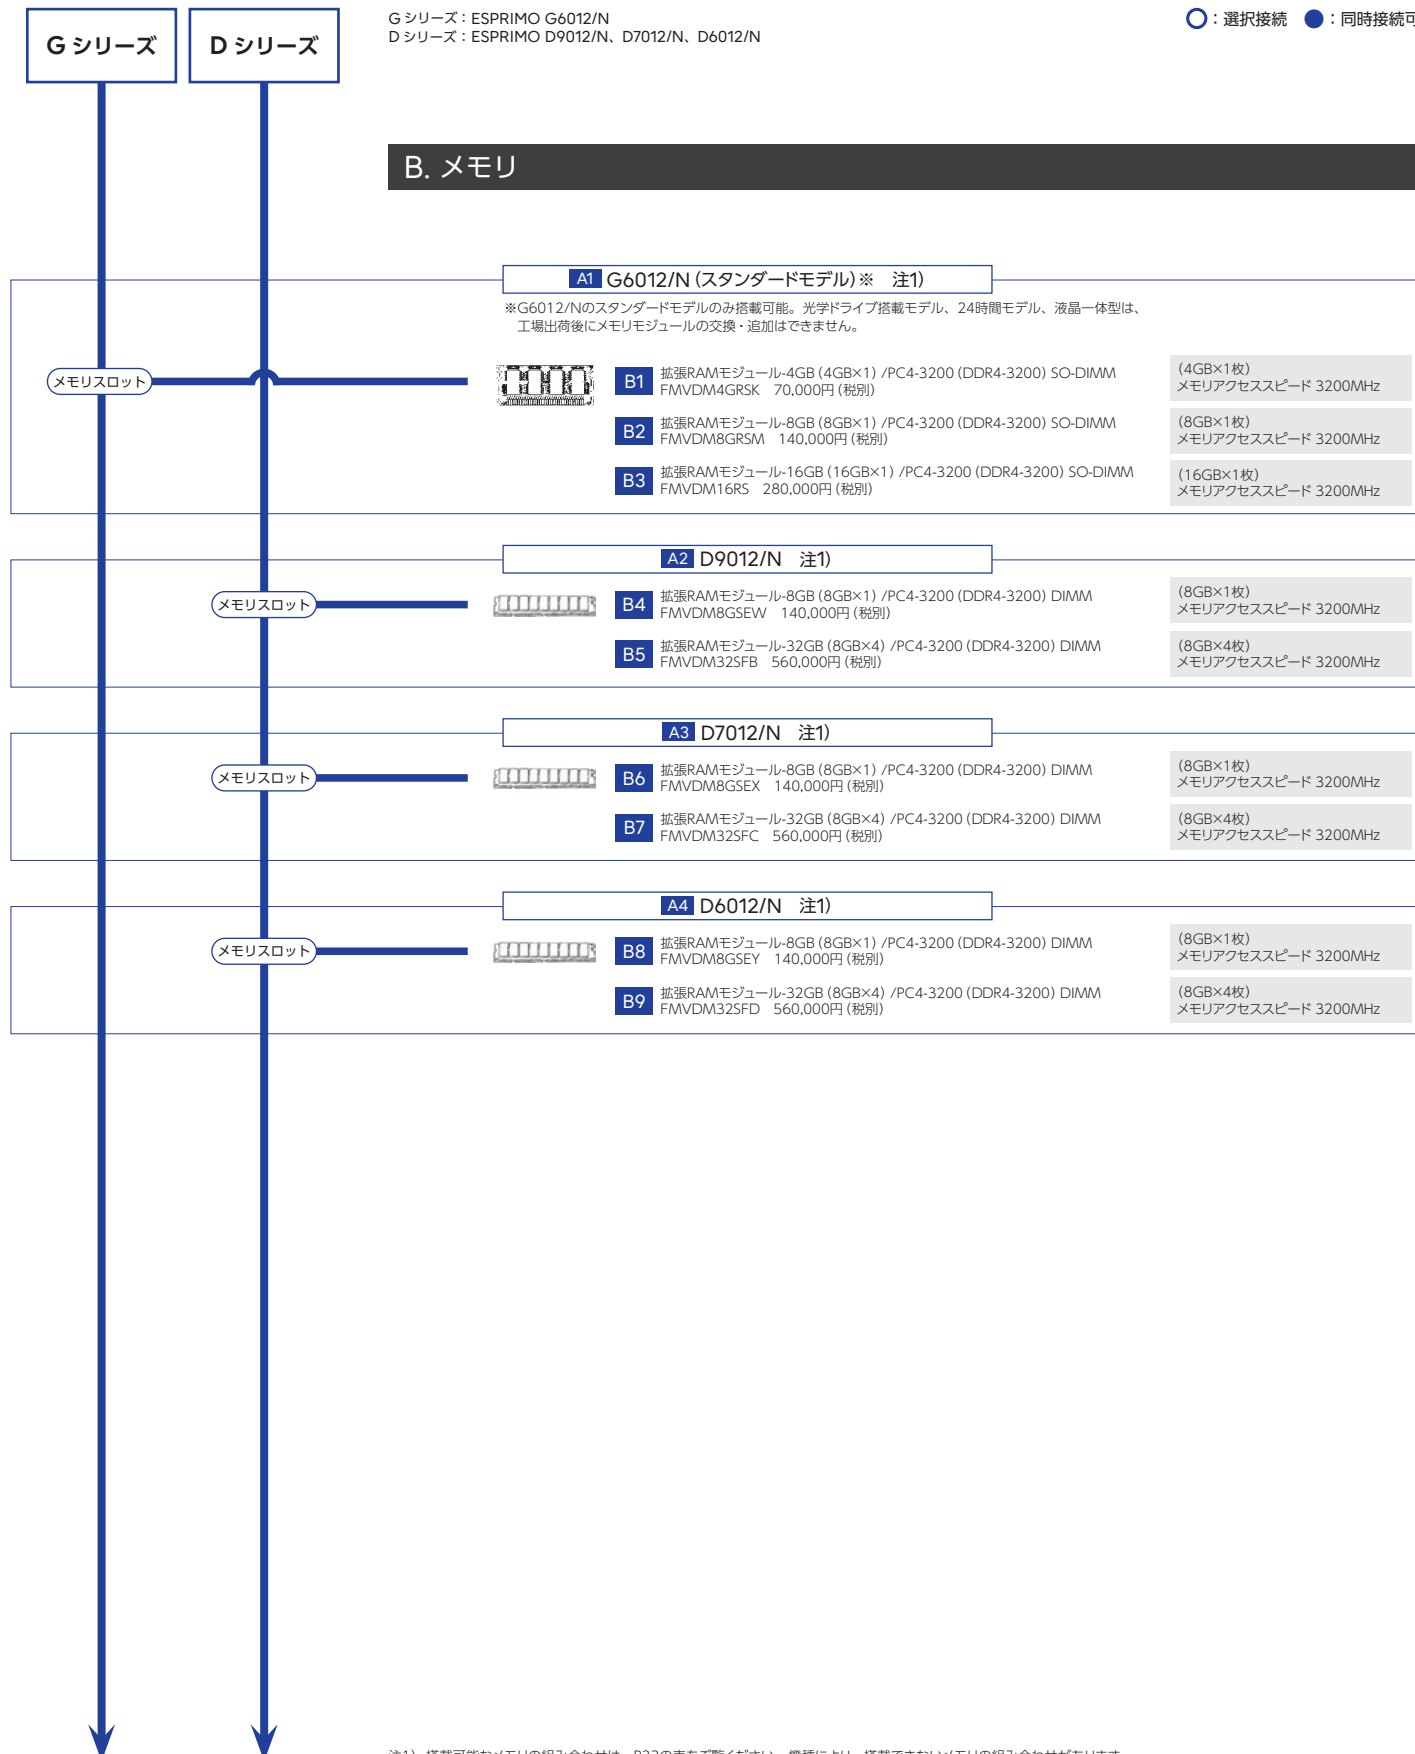 G シリーズ
D シリーズ
G シリーズ：ESPRIMO G6012/N
D シリーズ：ESPRIMO D9012/N、D7012/N、D6012/N
：選択接続 ：同時接続可
B. メモリ
A1 G6012/N (スタンダードモデル) ※ 注1)
※G6012/Nのスタンダードモデルのみ搭載可能。光学ドライブ搭載モデル、24時間モデル、液晶一体型は、
工場出荷後にメモリモジュールの交換・追加はできません。
メモリスロット
B1 拡張RAMモジュール-4GB (4GB×1) /PC4-3200 (DDR4-3200) SO-DIMM
FMVDM4GRSK 70,000円 (税別)
(4GB×1枚)
メモリアクセススピード 3200MHz
B2 拡張RAMモジュール-8GB (8GB×1) /PC4-3200 (DDR4-3200) SO-DIMM
FMVDM8GRSM 140,000円 (税別)
(8GB×1枚)
メモリアクセススピード 3200MHz
B3 拡張RAMモジュール-16GB (16GB×1) /PC4-3200 (DDR4-3200) SO-DIMM
FMVDM16RS 280,000円 (税別)
(16GB×1枚)
メモリアクセススピード 3200MHz
A2 D9012/N 注1)
メモリスロット
B4 拡張RAMモジュール-8GB (8GB×1) /PC4-3200 (DDR4-3200) DIMM
FMVDM8GSEW 140,000円 (税別)
(8GB×1枚)
メモリアクセススピード 3200MHz
B5 拡張RAMモジュール-32GB (8GB×4) /PC4-3200 (DDR4-3200) DIMM
FMVDM32SFB 560,000円 (税別)
(8GB×4枚)
メモリアクセススピード 3200MHz
A3 D7012/N 注1)
メモリスロット
B6 拡張RAMモジュール-8GB (8GB×1) /PC4-3200 (DDR4-3200) DIMM
FMVDM8GSEX 140,000円 (税別)
(8GB×1枚)
メモリアクセススピード 3200MHz
B7 拡張RAMモジュール-32GB (8GB×4) /PC4-3200 (DDR4-3200) DIMM
FMVDM32SFC 560,000円 (税別)
(8GB×4枚)
メモリアクセススピード 3200MHz
A4 D6012/N 注1)
メモリスロット
B8 拡張RAMモジュール-8GB (8GB×1) /PC4-3200 (DDR4-3200) DIMM
FMVDM8GSEY 140,000円 (税別)
(8GB×1枚)
メモリアクセススピード 3200MHz
B9 拡張RAMモジュール-32GB (8GB×4) /PC4-3200 (DDR4-3200) DIMM
FMVDM32SFD 560,000円 (税別)
(8GB×4枚)
メモリアクセススピード 3200MHz